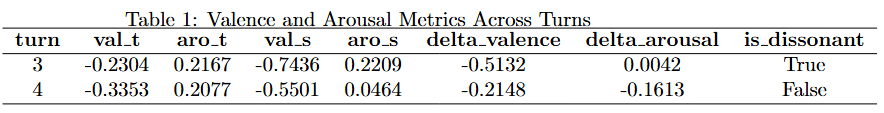 Table 1: Valence and Arousal Metrics Across Turns
turn val_t aro_t val_s aro_s delta_valence delta_arousal is_dissonant
3 -0.2304 0.2167 -0.7436 0.2209 -0.5132 0.0042 True
4 -0.3353 0.2077 -0.5501 0.0464 -0.2148 -0.1613 False